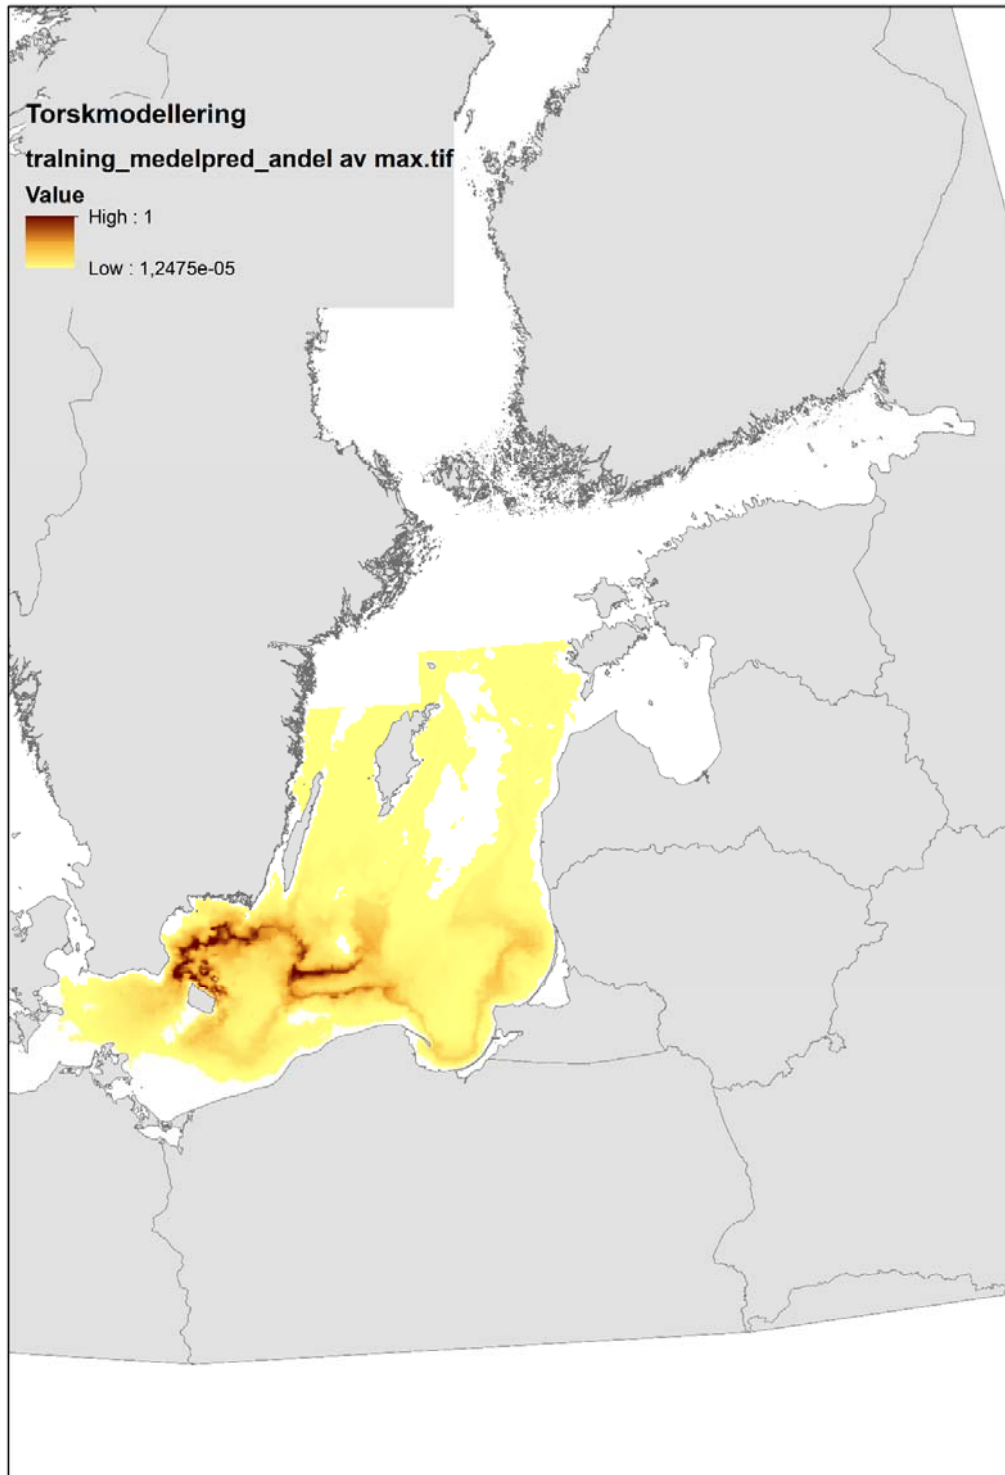 Torskmodellering
tralning_medelpred_andel av max.tif
Value
High : 1
Low : 1,2475e-05